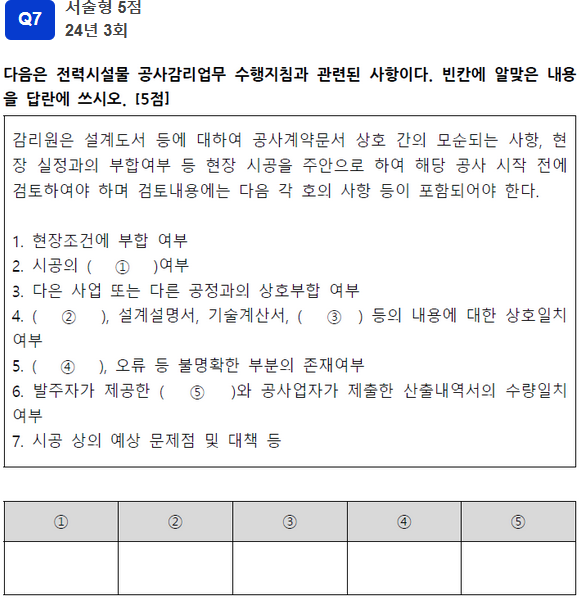 Q7
서술형 5점
24년 3회
다음은 전력시설물 공사감리업무 수행지침과 관련된 사항이다. 빈칸에 알맞은 내용
을 답란에 쓰시오. [5점]
감리원은 설계도서 등에 대하여 공사계약문서 상호 간의 모순되는 사항, 현
장 실정과의 부합여부 등 현장 시공을 주안으로 하여 해당 공사 시작 전에
검토하여야 하며 검토내용에는 다음 각 호의 사항 등이 포함되어야 한다.
1. 현장조건에 부합 여부
2. 시공의 ( ① )여부
3. 다은 사업 또는 다른 공정과의 상호부합 여부
4. ( ② ), 설계설명서, 기술계산서, ( ③ ) 등의 내용에 대한 상호일치
여부
5. ( ④ ), 오류 등 불명확한 부분의 존재여부
6. 발주자가 제공한 ( ⑤ )와 공사업자가 제출한 산출내역서의 수량일치
여부
7. 시공 상의 예상 문제점 및 대책 등
① ② ③ ④ ⑤